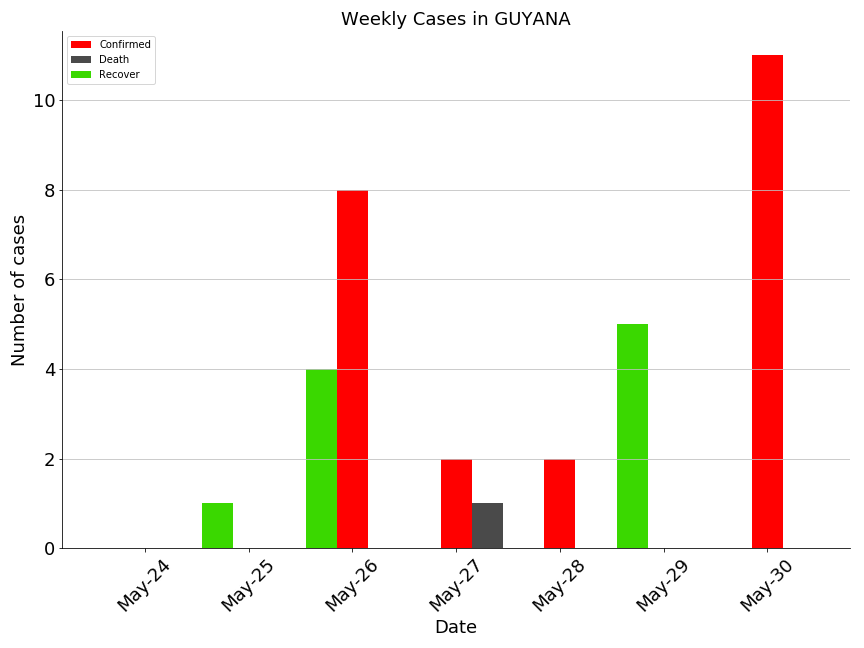 Weekly Cases in GUYANA
Confirmed
Death
Recover
Number of cases
10
8
6
4
2
0
May-24
May-25
May-26
May-27
May-28
May-29
May-30
Date